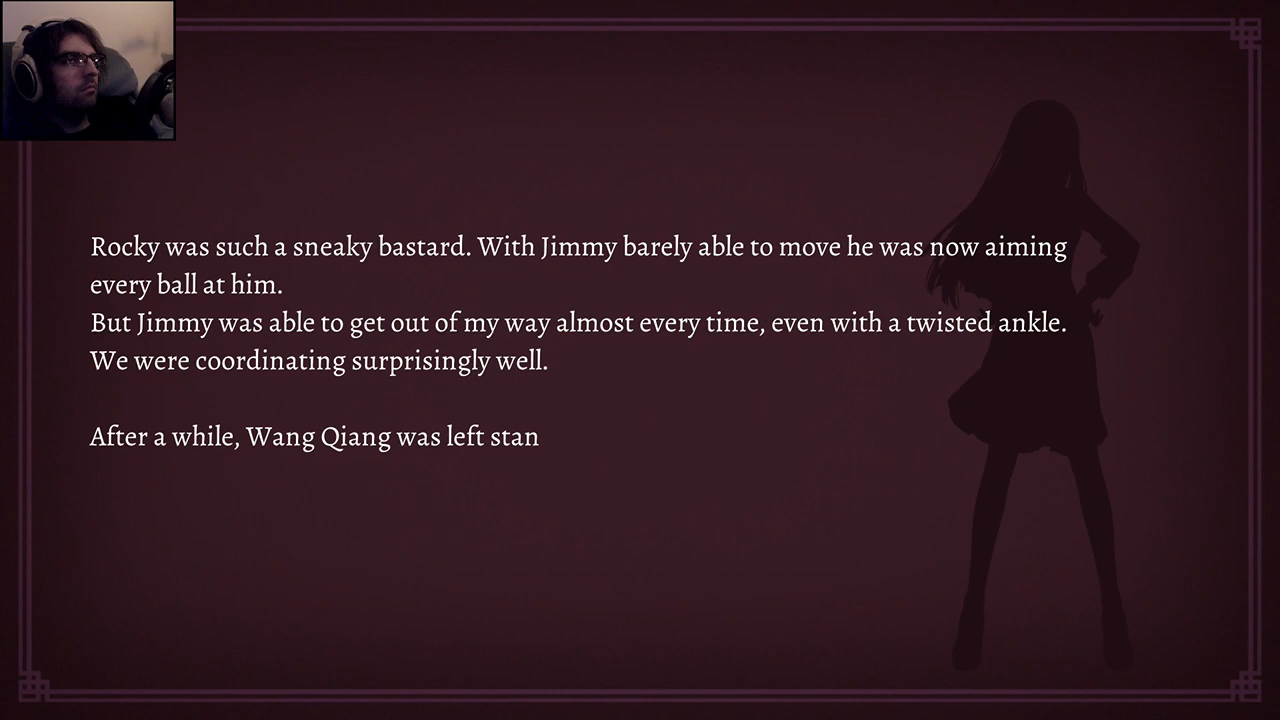 Rocky was such a sneaky bastard. With Jimmy barely able to move he was now aiming
every ball at him.
But Jimmy was able to get out of my way almost every time, even with a twisted ankle.
We were coordinating surprisingly well.
After a while, Wang Qiang was left stan